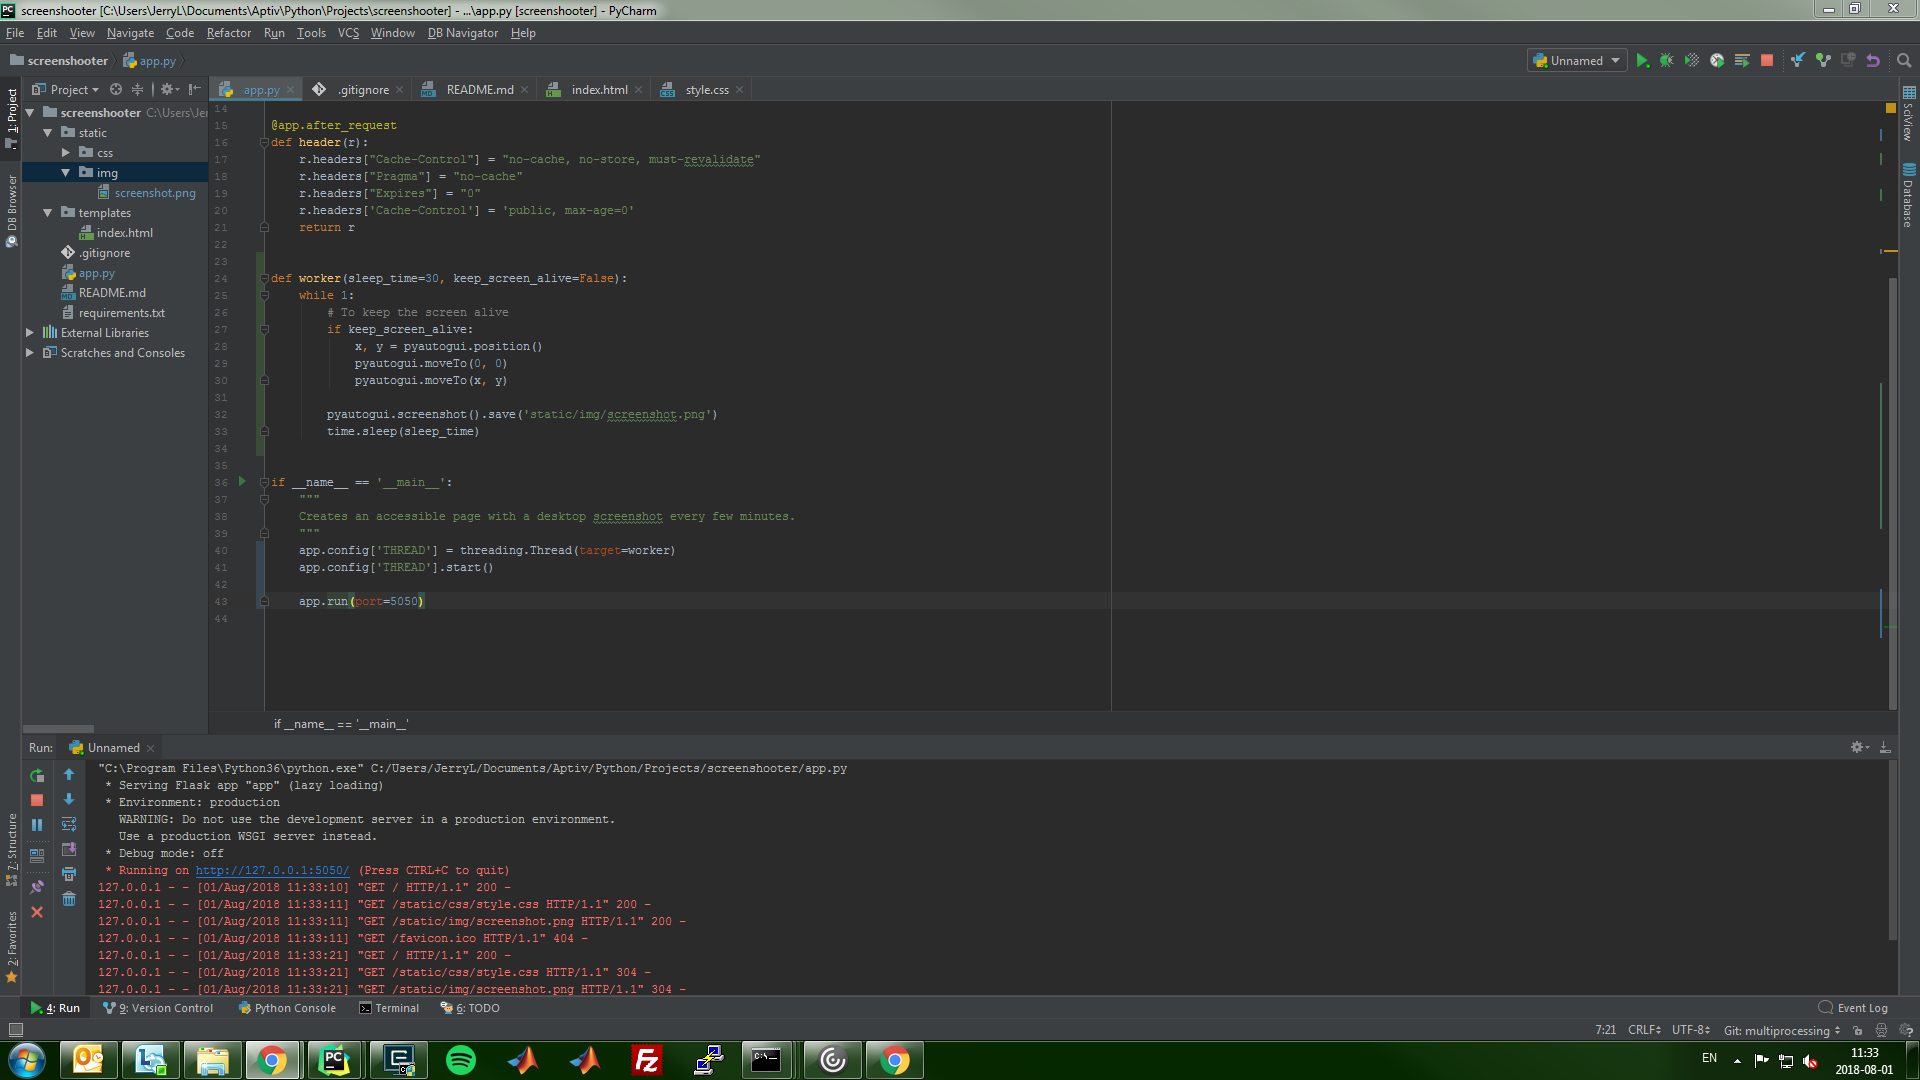 screenshooter [C:\Users\JerryL\Documents\Aptiv\Python\Projects\screenshooter] - ...\app.py [screenshooter] - PyCharm
File Edit View Navigate Code Refactor Run Tools VCS Window DB Navigator Help
screenshooter app.py
Unnamed
Project
app.py .gitignore README.md index.html style.css
1: Project
DB Browser
7: Structure
2: Favorites
SciView
Database
screenshooter C:\Users\Jer
static
css
img
screenshot.png
templates
index.html
.gitignore
app.py
README.md
requirements.txt
External Libraries
Scratches and Consoles
14
15 @app.after_request
16 def header(r):
17 r.headers["Cache-Control"] = "no-cache, no-store, must-revalidate"
18 r.headers["Pragma"] = "no-cache"
19 r.headers["Expires"] = "0"
20 r.headers['Cache-Control'] = 'public, max-age=0'
21 return r
22
23
24 def worker(sleep_time=30, keep_screen_alive=False):
25 while 1:
26 # To keep the screen alive
27 if keep_screen_alive:
28 x, y = pyautogui.position()
29 pyautogui.moveTo(0, 0)
30 pyautogui.moveTo(x, y)
31
32 pyautogui.screenshot().save('static/img/screenshot.png')
33 time.sleep(sleep_time)
34
35
36 if __name__ == '__main__':
37 """
38 Creates an accessible page with a desktop screenshot every few minutes.
39 """
40 app.config['THREAD'] = threading.Thread(target=worker)
41 app.config['THREAD'].start()
42
43 app.run(port=5050)
44
if __name__ == '__main__'
Run: Unnamed
"C:\Program Files\Python36\python.exe" C:/Users/JerryL/Documents/Aptiv/Python/Projects/screenshooter/app.py
* Serving Flask app "app" (lazy loading)
* Environment: production
WARNING: Do not use the development server in a production environment.
Use a production WSGI server instead.
* Debug mode: off
* Running on http://127.0.0.1:5050/ (Press CTRL+C to quit)
127.0.0.1 - - [01/Aug/2018 11:33:10] "GET / HTTP/1.1" 200 -
127.0.0.1 - - [01/Aug/2018 11:33:11] "GET /static/css/style.css HTTP/1.1" 200 -
127.0.0.1 - - [01/Aug/2018 11:33:11] "GET /static/img/screenshot.png HTTP/1.1" 200 -
127.0.0.1 - - [01/Aug/2018 11:33:11] "GET /favicon.ico HTTP/1.1" 404 -
127.0.0.1 - - [01/Aug/2018 11:33:21] "GET / HTTP/1.1" 200 -
127.0.0.1 - - [01/Aug/2018 11:33:21] "GET /static/css/style.css HTTP/1.1" 304 -
127.0.0.1 - - [01/Aug/2018 11:33:21] "GET /static/img/screenshot.png HTTP/1.1" 304 -
4: Run 9: Version Control Python Console Terminal 6: TODO Event Log
7:21 CRLF UTF-8 Git: multiprocessing
EN 11:33
2018-08-01